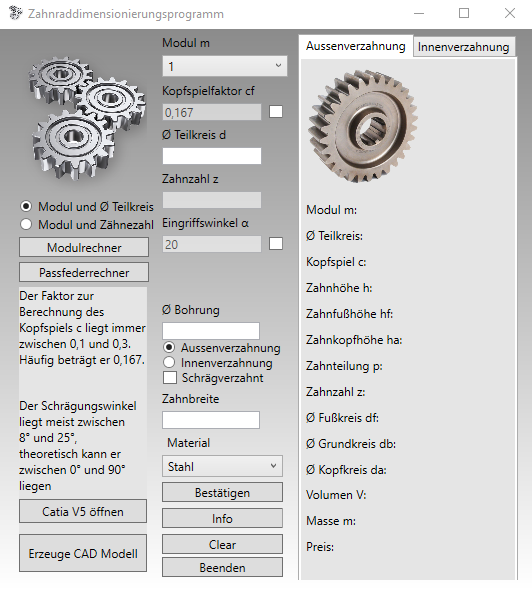 Zahnraddimensionierungsprogramm
Modul und Ø Teilkreis
Modul und Zähnezahl
Modulrechner
Passfederrechner
Der Faktor zur
Berechnung des
Kopfspiels c liegt immer
zwischen 0,1 und 0,3.
Häufig beträgt er 0,167.
Der Schrägungswinkel
liegt meist zwischen
8° und 25°,
theoretisch kann er
zwischen 0° und 90°
liegen
Catia V5 öffnen
Erzeuge CAD Modell
Modul m
1
Kopfspielfaktor cf
0,167
Ø Teilkreis d
Zahnzahl z
Eingriffswinkel α
20
Ø Bohrung
Aussenverzahnung
Innenverzahnung
Schrägverzahnt
Zahnbreite
Material
Stahl
Bestätigen
Info
Clear
Beenden
Aussenverzahnung
Innenverzahnung
Modul m:
Ø Teilkreis:
Kopfspiel c:
Zahnhöhe h:
Zahnfußhöhe hf:
Zahnkopfhöhe ha:
Zahnteilung p:
Zahnzahl z:
Ø Fußkreis df:
Ø Grundkreis db:
Ø Kopfkreis da:
Volumen V:
Masse m:
Preis: